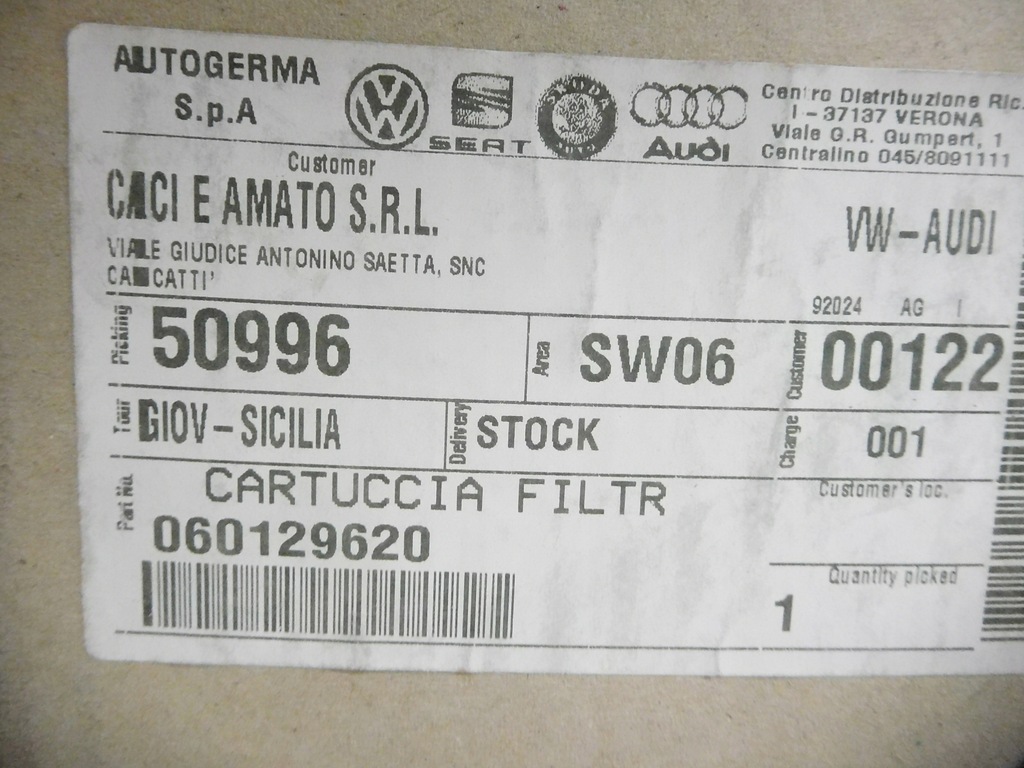 AUTOGERMA
S.p.A
SEAT
SKODA
Audi
Centro Distribuzione Ric.
I - 37137 VERONA
Viale G.R. Gumpert, 1
Centralino 045/8091111
Customer
CACI E AMATO S.R.L.
VW-AUDI
VIALE GIUDICE ANTONINO SAETTA, SNC
CANICATTI'
92024 AG I
Picking 50996
Area SW06
Customer 00122
Tour GIOV-SICILIA
Delivery STOCK
Charge 001
Part No. CARTUCCIA FILTR
Customer's loc.
060129620
Quantity picked
1